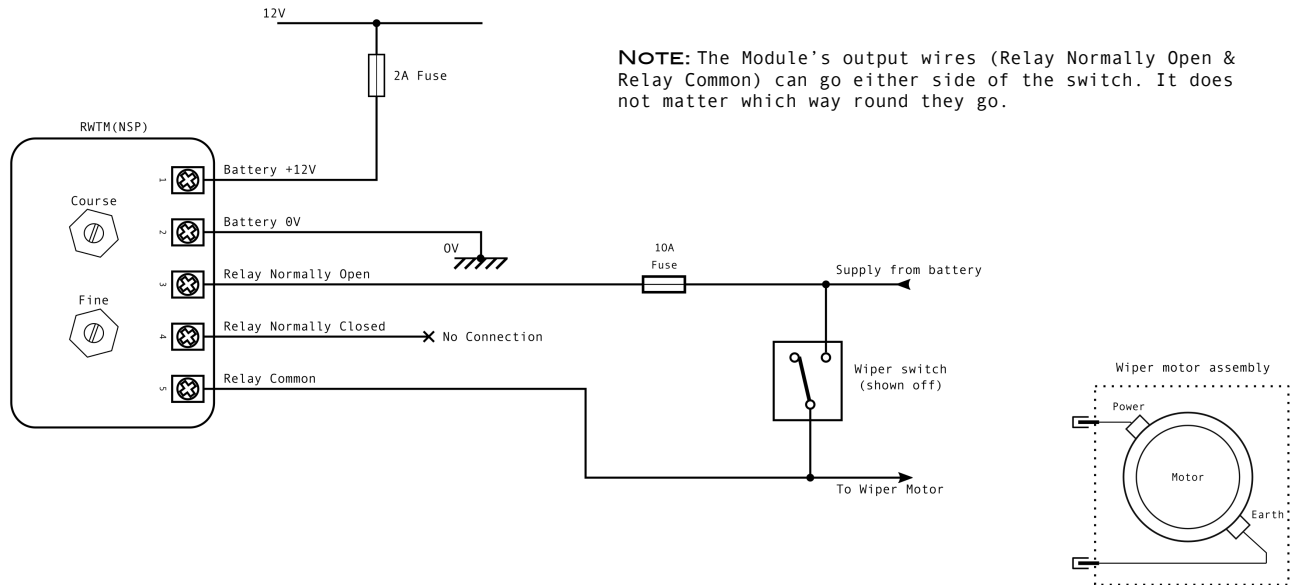 12V
2A Fuse
NOTE: The Module's output wires (Relay Normally Open &
Relay Common) can go either side of the switch. It does
not matter which way round they go.
RWTM(NSP)
1
Battery +12V
Course
2
Battery 0V
0V
3
Relay Normally Open
10A
Fuse
Supply from battery
Fine
4
Relay Normally Closed
No Connection
5
Relay Common
Wiper switch
(shown off)
To Wiper Motor
Wiper motor assembly
Power
Motor
Earth